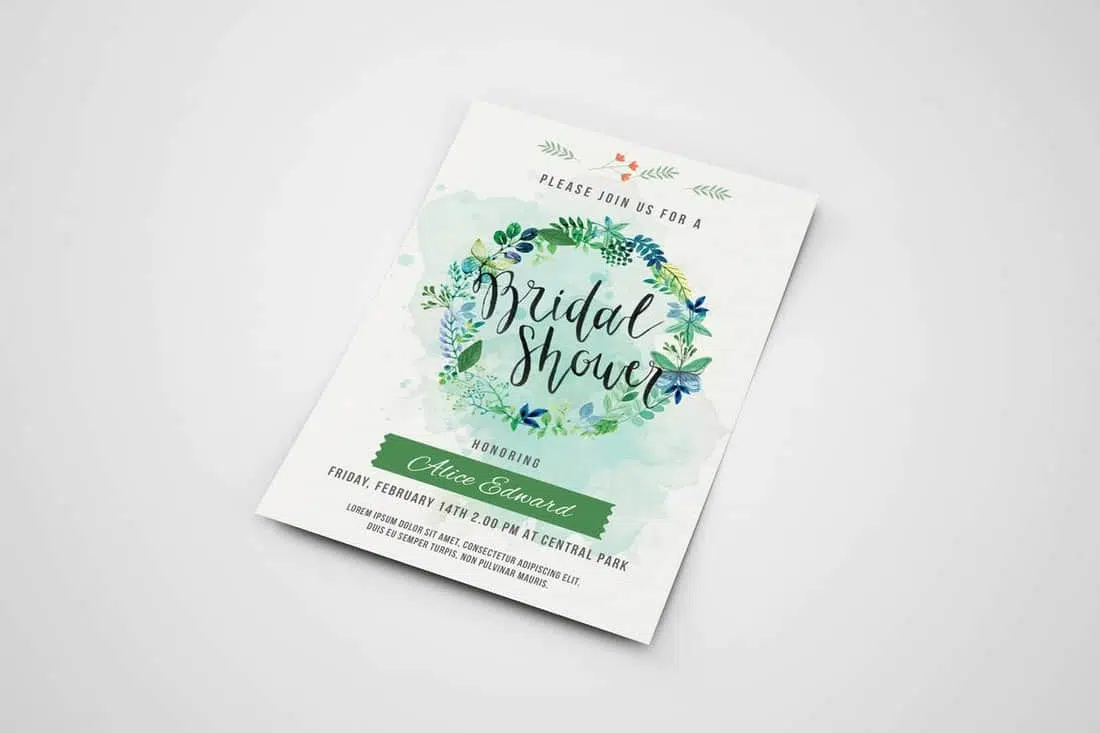 PLEASE JOIN US FOR A
Bridal
Shower
HONORING
Alice Edward
FRIDAY, FEBRUARY 14TH 2.00 PM AT CENTRAL PARK
LOREM IPSUM DOLOR SIT AMET, CONSECTETUR ADIPISCING ELIT.
DUIS EU SEMPER TURPIS, NON PULVINAR MAURIS.